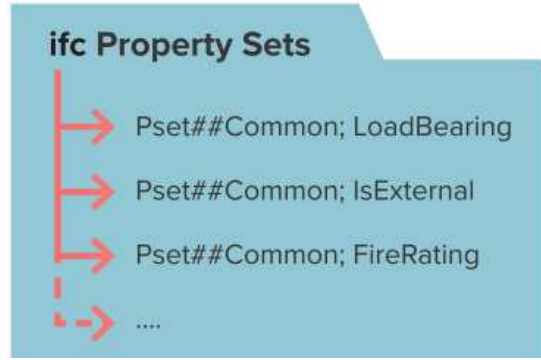 ifc Property Sets
Pset##Common; LoadBearing
Pset##Common; IsExternal
Pset##Common; FireRating
....